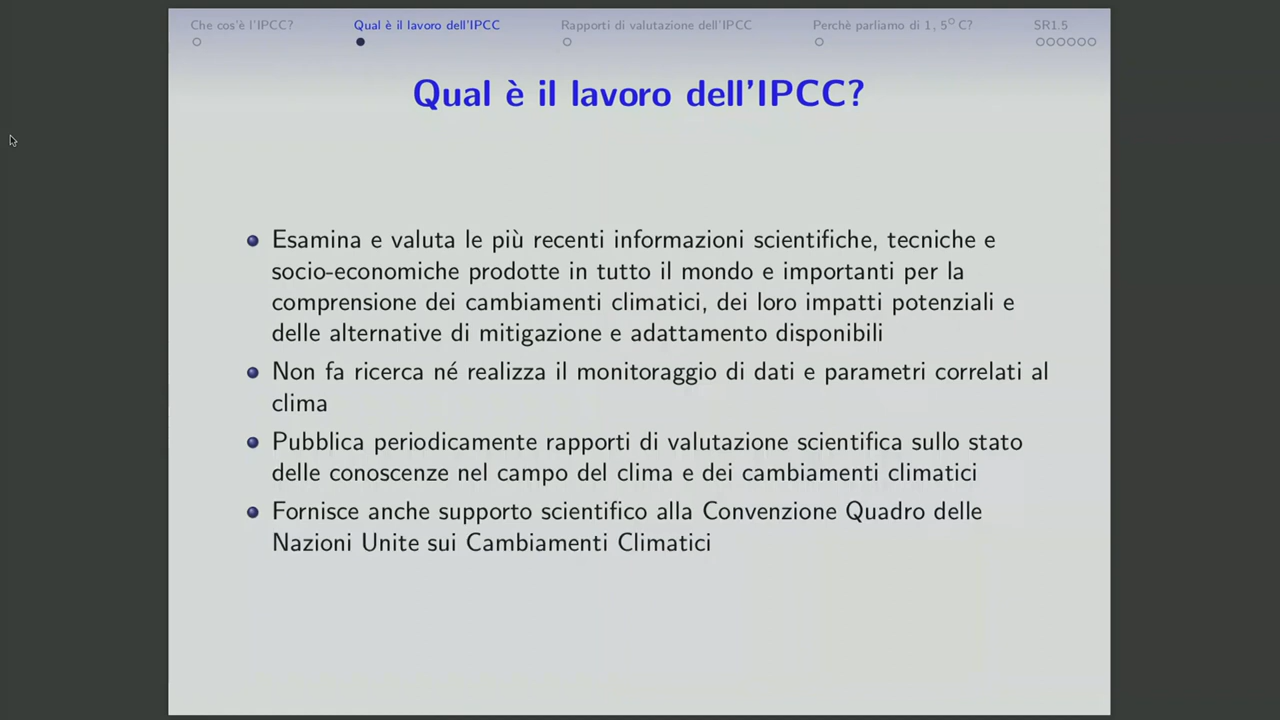 Che cos'è l'IPCC?
Qual è il lavoro dell'IPCC
Rapporti di valutazione dell'IPCC
Perchè parliamo di 1, 5° C?
SR1.5
Qual è il lavoro dell'IPCC?
Esamina e valuta le più recenti informazioni scientifiche, tecniche e
socio-economiche prodotte in tutto il mondo e importanti per la
comprensione dei cambiamenti climatici, dei loro impatti potenziali e
delle alternative di mitigazione e adattamento disponibili
Non fa ricerca né realizza il monitoraggio di dati e parametri correlati al
clima
Pubblica periodicamente rapporti di valutazione scientifica sullo stato
delle conoscenze nel campo del clima e dei cambiamenti climatici
Fornisce anche supporto scientifico alla Convenzione Quadro delle
Nazioni Unite sui Cambiamenti Climatici